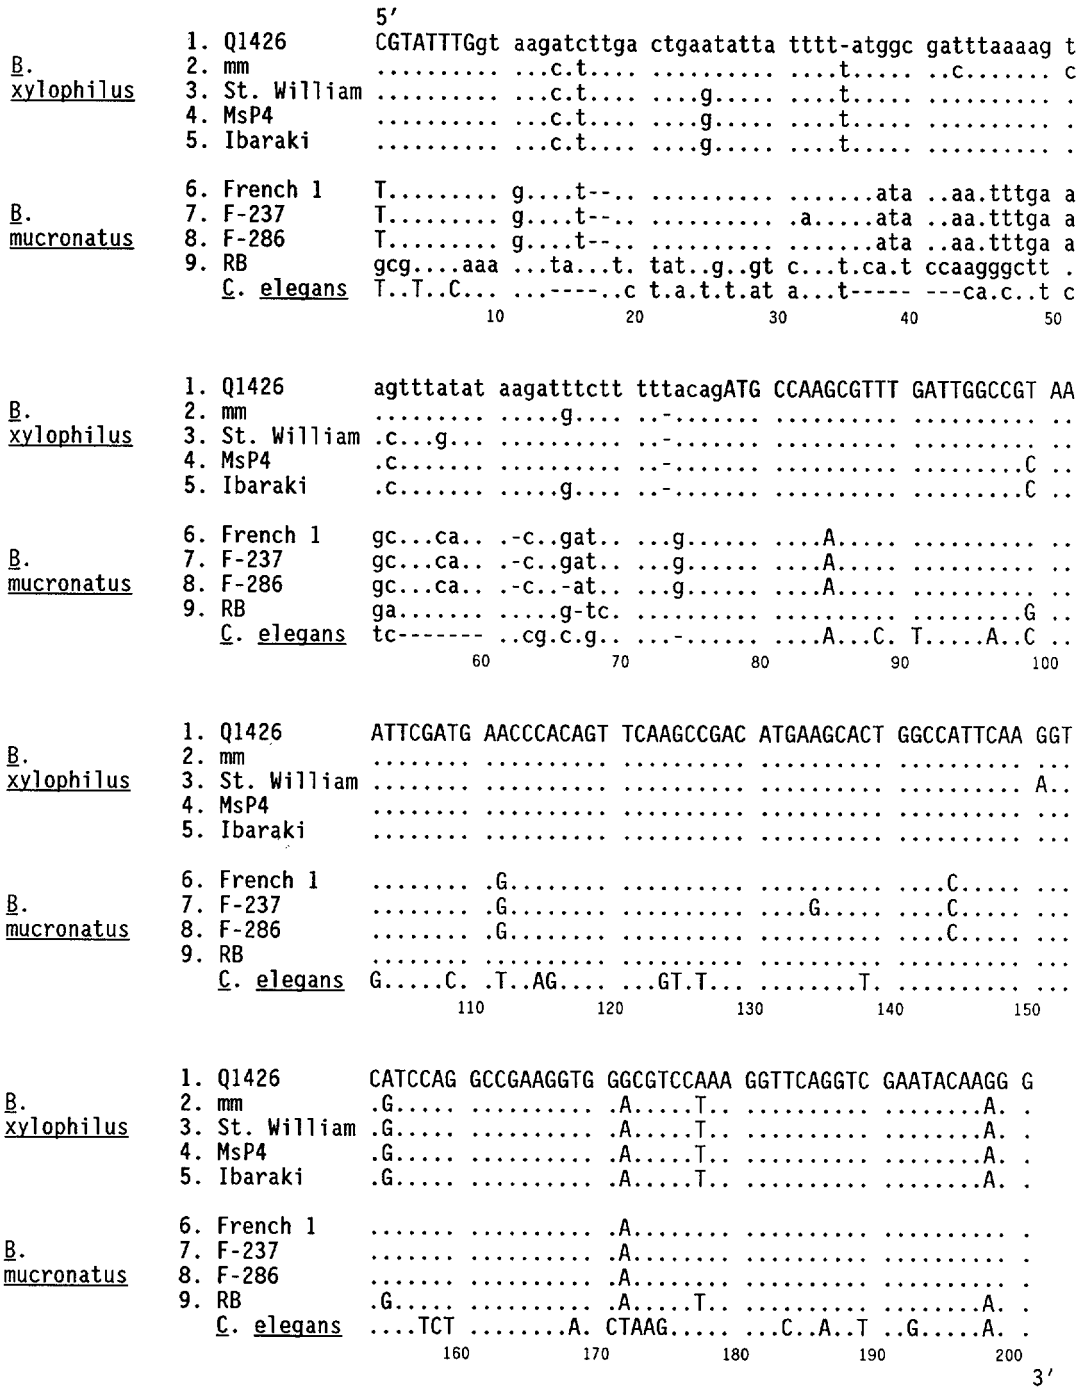 5′
1. Q1426 CGTATTTGgt aagatcttga ctgaatatta tttt-atggc gatttaaaag t
B. 2. mm .......... .....c.t.. .......... ....t..... ..c....... c
xylophilus 3. St. William .......... .....c.t.. .....g.... ....t..... .......... .
4. MsP4 .......... .....c.t.. .....g.... ....t..... .......... .
5. Ibaraki .......... .....c.t.. .....g.... ....t..... .......... .
6. French 1 T......... g....t--.. .......... .......ata ..aa.tttga a
B. 7. F-237 T......... g....t--.. .......... .a.....ata ..aa.tttga a
mucronatus 8. F-286 T......... g....t--.. .......... .......ata ..aa.tttga a
9. RB gcg....aaa ...ta...t. tat..g..gt c...t.ca.t ccaagggctt .
C. elegans T..T..C... ...----..c t.a.t.t.at a...t----- ---ca.c..t c
10 20 30 40 50
1. Q1426 agtttatat aagatttctt tttacagATG CCAAGCGTTT GATTGGCCGT AA
B. 2. mm ......... .....g.... ..-....... .......... .......... ..
xylophilus 3. St. William .c...g... .......... .......... .......... .......... ..
4. MsP4 .c....... .......... ..-....... .......... .........C ..
5. Ibaraki .c....... .....g.... ..-....... .......... .........C ..
6. French 1 gc...ca.. .-c..gat.. ...g...... ....A..... .......... ..
B. 7. F-237 gc...ca.. .-c..gat.. ...g...... ....A..... .......... ..
mucronatus 8. F-286 gc...ca.. .-c..-at.. ...g...... ....A..... .......... ..
9. RB ga....... .....g-tc. .......... .......... .........G ..
C. elegans tc------- ..cg.c.g.. ...-...... ....A...C. T.....A..C ..
60 70 80 90 100
1. Q1426 ATTCGATG AACCCACAGT TCAAGCCGAC ATGAAGCACT GGCCATTCAA GGT
B. 2. mm ........ .......... .......... .......... .......... ...
xylophilus 3. St. William ........ .......... .......... .......... .......... A..
4. MsP4 ........ .......... .......... .......... .......... ...
5. Ibaraki ........ .......... .......... .......... .......... ...
6. French 1 ........ .G........ .......... .......... ....C..... ...
B. 7. F-237 ........ .G........ .......... ....G..... ....C..... ...
mucronatus 8. F-286 ........ .G........ .......... .......... ....C..... ...
9. RB ........ .......... .......... .......... .......... ...
C. elegans G.....C. .T..AG.... ...GT.T... ........T. .......... ...
110 120 130 140 150
1. Q1426 CATCCAG GCCGAAGGTG GGCGTCCAAA GGTTCAGGTC GAATACAAGG G
B. 2. mm .G..... .......... .A.....T.. .......... ........A. .
xylophilus 3. St. William .G..... .......... .A.....T.. .......... ........A. .
4. MsP4 .G..... .......... .A.....T.. .......... ........A. .
5. Ibaraki .G..... .......... .A.....T.. .......... ........A. .
6. French 1 ....... .......... .A........ .......... .......... .
B. 7. F-237 ....... .......... .A........ .......... .......... .
mucronatus 8. F-286 ....... .......... .A........ .......... .......... .
9. RB .G..... .......... .A.....T.. .......... ........A. .
C. elegans ....TCT ........A. CTAAG..... ...C..A..T ..G.....A. .
160 170 180 190 200
3′